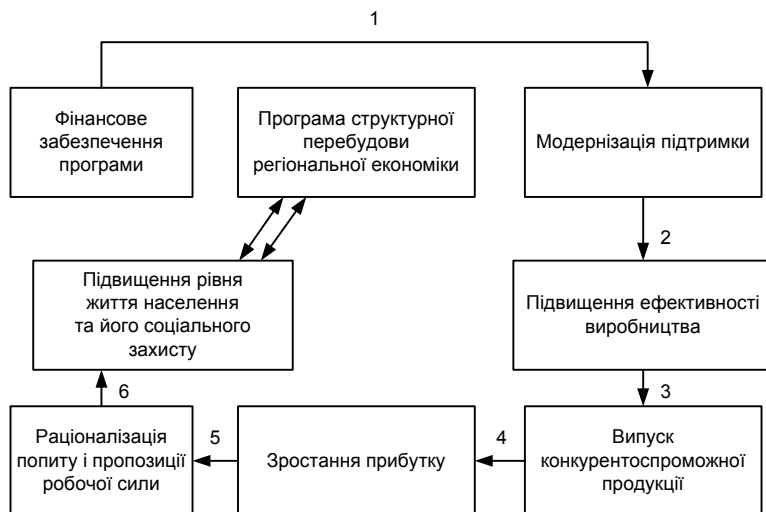 1
Фінансове
забезпечення
програми
Програма структурної
перебудови
регіональної економіки
Модернізація підтримки
2
Підвищення рівня
життя населення
та його соціального
захисту
Підвищення ефективності
виробництва
6
3
Раціоналізація
попиту і пропозиції
робочої сили
5
Зростання прибутку
4
Випуск
конкурентоспроможної
продукції